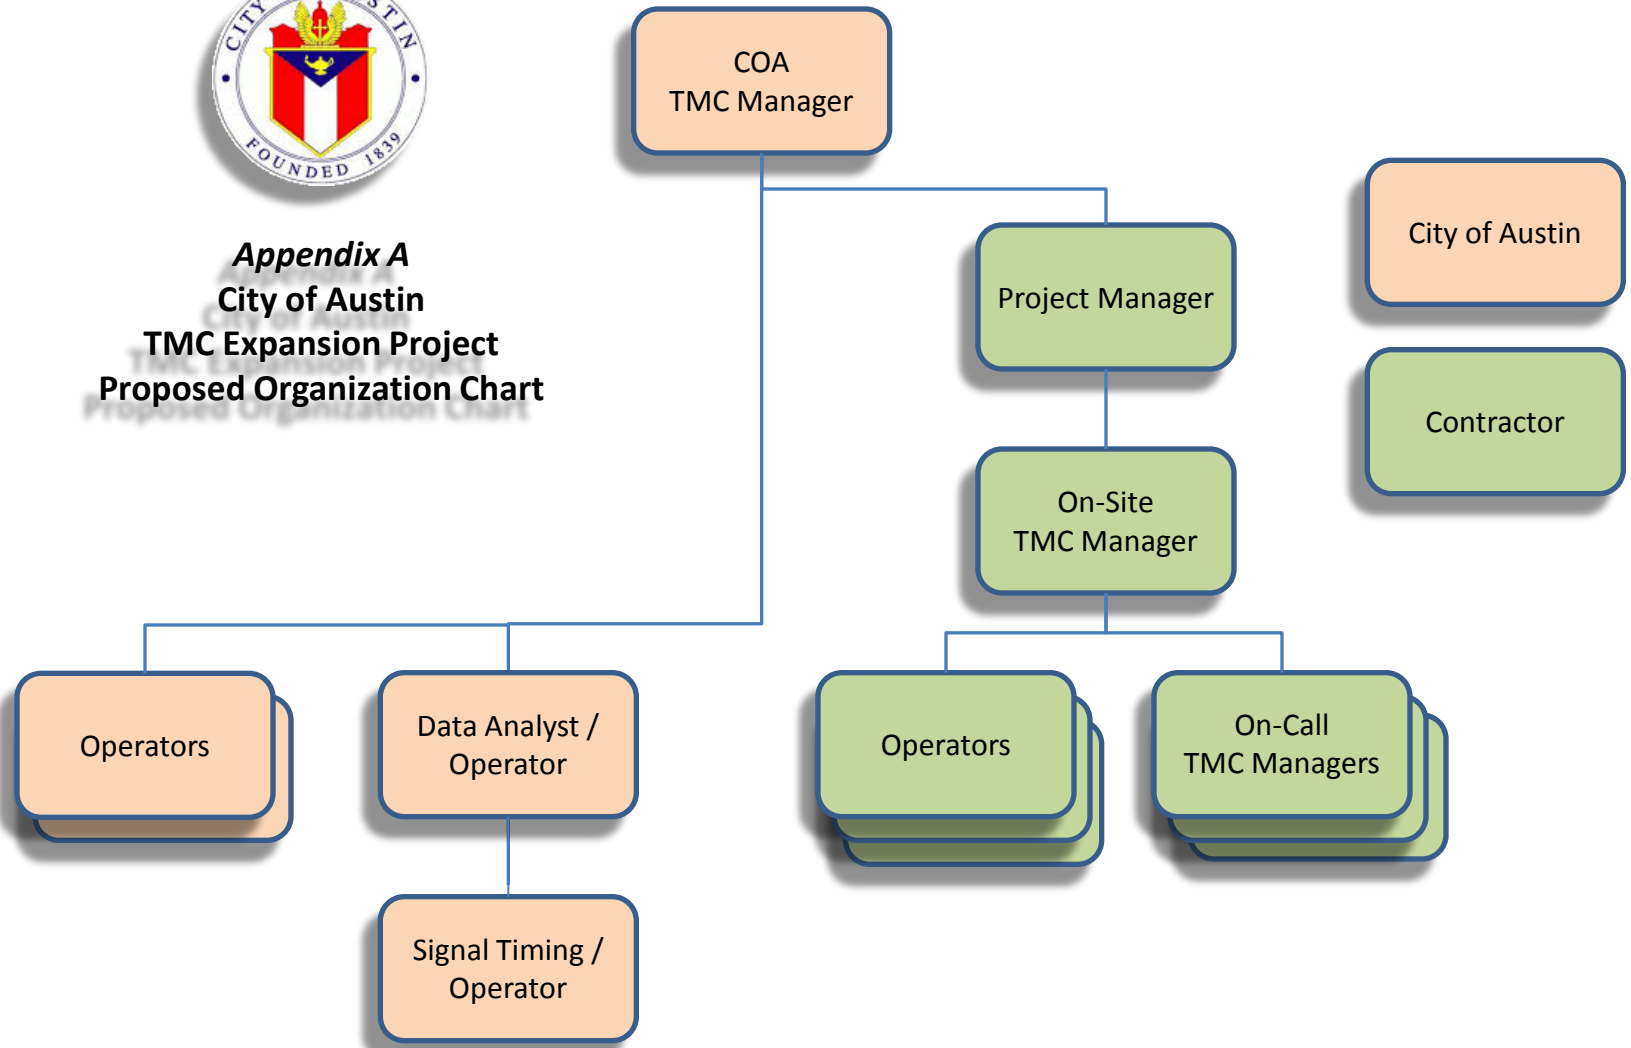 CITY
STIN
FOUNDED 1839
Appendix A
City of Austin
TMC Expansion Project
Proposed Organization Chart
COA
TMC Manager
City of Austin
Contractor
Project Manager
On-Site
TMC Manager
Operators
Data Analyst /
Operator
Operators
On-Call
TMC Managers
Signal Timing /
Operator